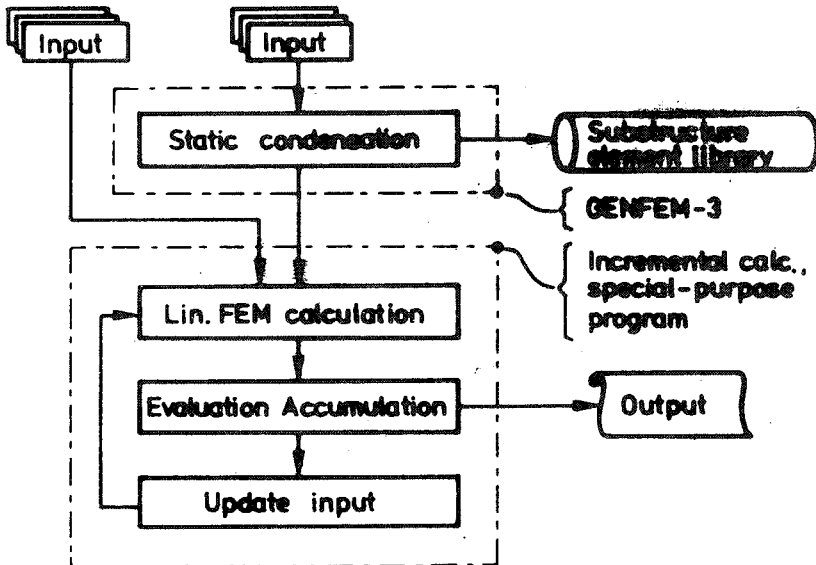 Input
Input
Static condensation
Substructure
element library
GENFEM-3
Incremental calc.,
special-purpose
program
Lin. FEM calculation
Evaluation Accumulation
Output
Update input